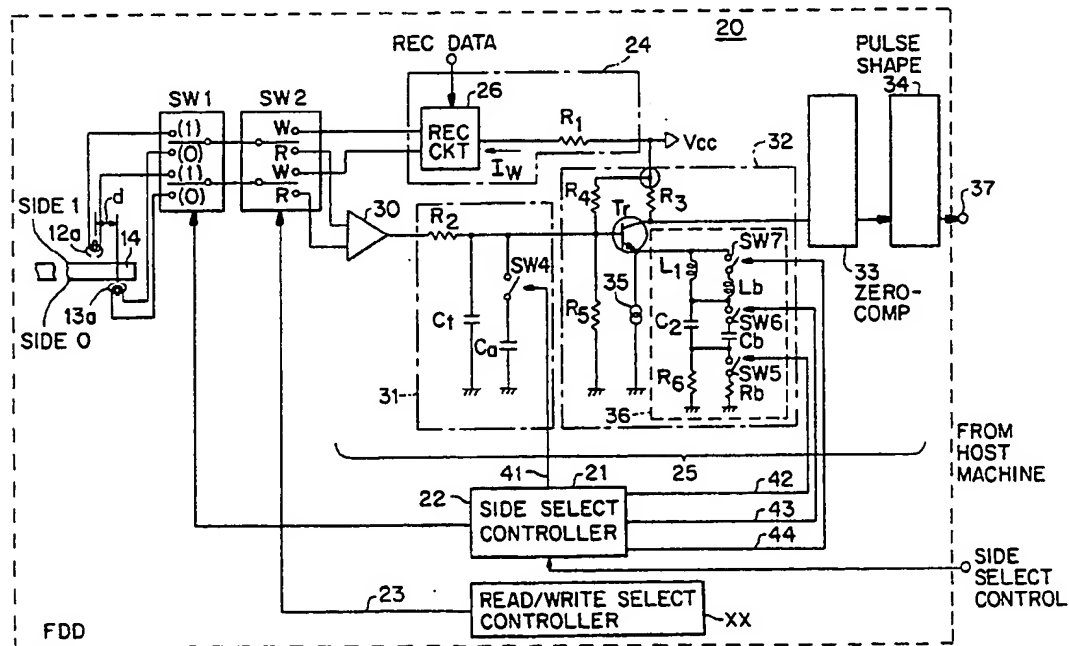 20
REC DATA
24
PULSE
SHAPE
34
SW1
SW2
26
(1)
(0)
(1)
(0)
W
R
W
R
REC
CKT
R1
Vcc
IW
32
37
d
SIDE 1
12a
14
13a
SIDE 0
30
R2
R4
R3
Tr
SW4
Ct
Ca
R5
35
L1
SW7
Lb
C2
SW6
Cb
SW5
R6
Rb
33 ZERO-
COMP
31
36
25
FROM
HOST
MACHINE
41
21
22
SIDE SELECT
CONTROLLER
42
43
44
SIDE
SELECT
CONTROL
23
READ/WRITE SELECT
CONTROLLER
XX
FDD